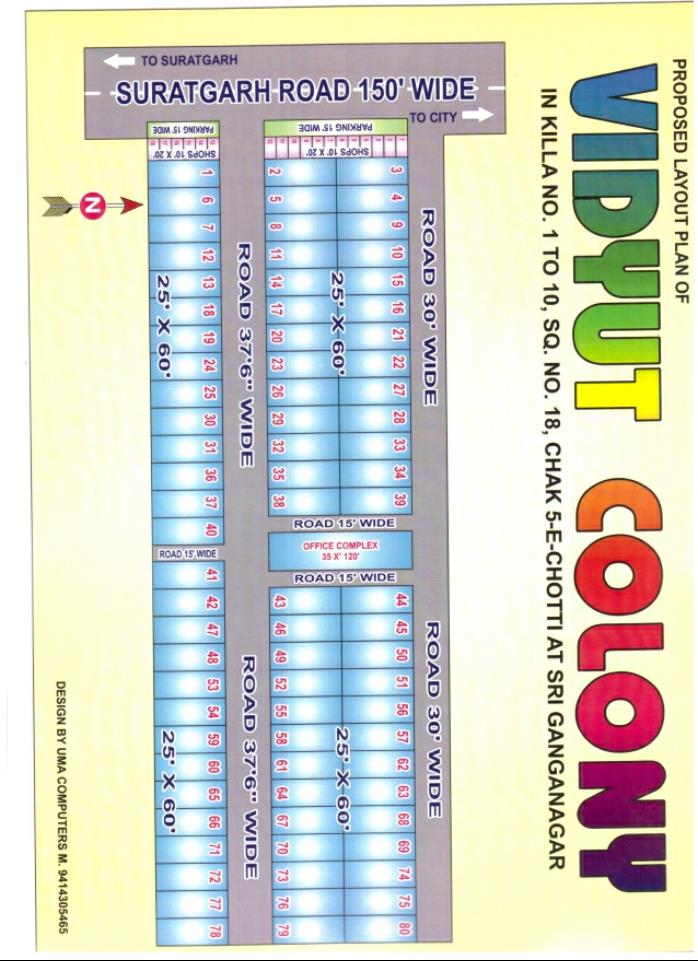 PROPOSED LAYOUT PLAN OF
VIDYUT COLONY
IN KILLA NO. 1 TO 10, SQ. NO. 18, CHAK 5-E-CHOTTI AT SRI GANGANAGAR
SURATGARH ROAD 150' WIDE
TO CITY
TO SURATGARH
ROAD 30' WIDE
ROAD 30' WIDE
PARKING 15' WIDE
SHOPS 10' X 20'
3 4 9 10 15 16 21 22 27 28 33 34 39
25' X 60'
2 5 8 11 14 17 20 23 26 29 32 35 38
ROAD 15' WIDE
OFFICE COMPLEX
35 X 120'
ROAD 15' WIDE
44 45 50 51 56 57 62 63 68 69 74 75 80
25' X 60'
43 46 49 52 55 58 61 64 67 70 73 76 79
ROAD 37'6" WIDE
ROAD 37'6" WIDE
PARKING 15' WIDE
SHOPS 10' X 20'
1 6 7 12 13 18 19 24 25 30 31 36 37 40
25' X 60'
ROAD 15' WIDE
41 42 47 48 53 54 59 60 65 66 71 72 77 78
25' X 60'
N
DESIGN BY UMA COMPUTERS M. 9414305465